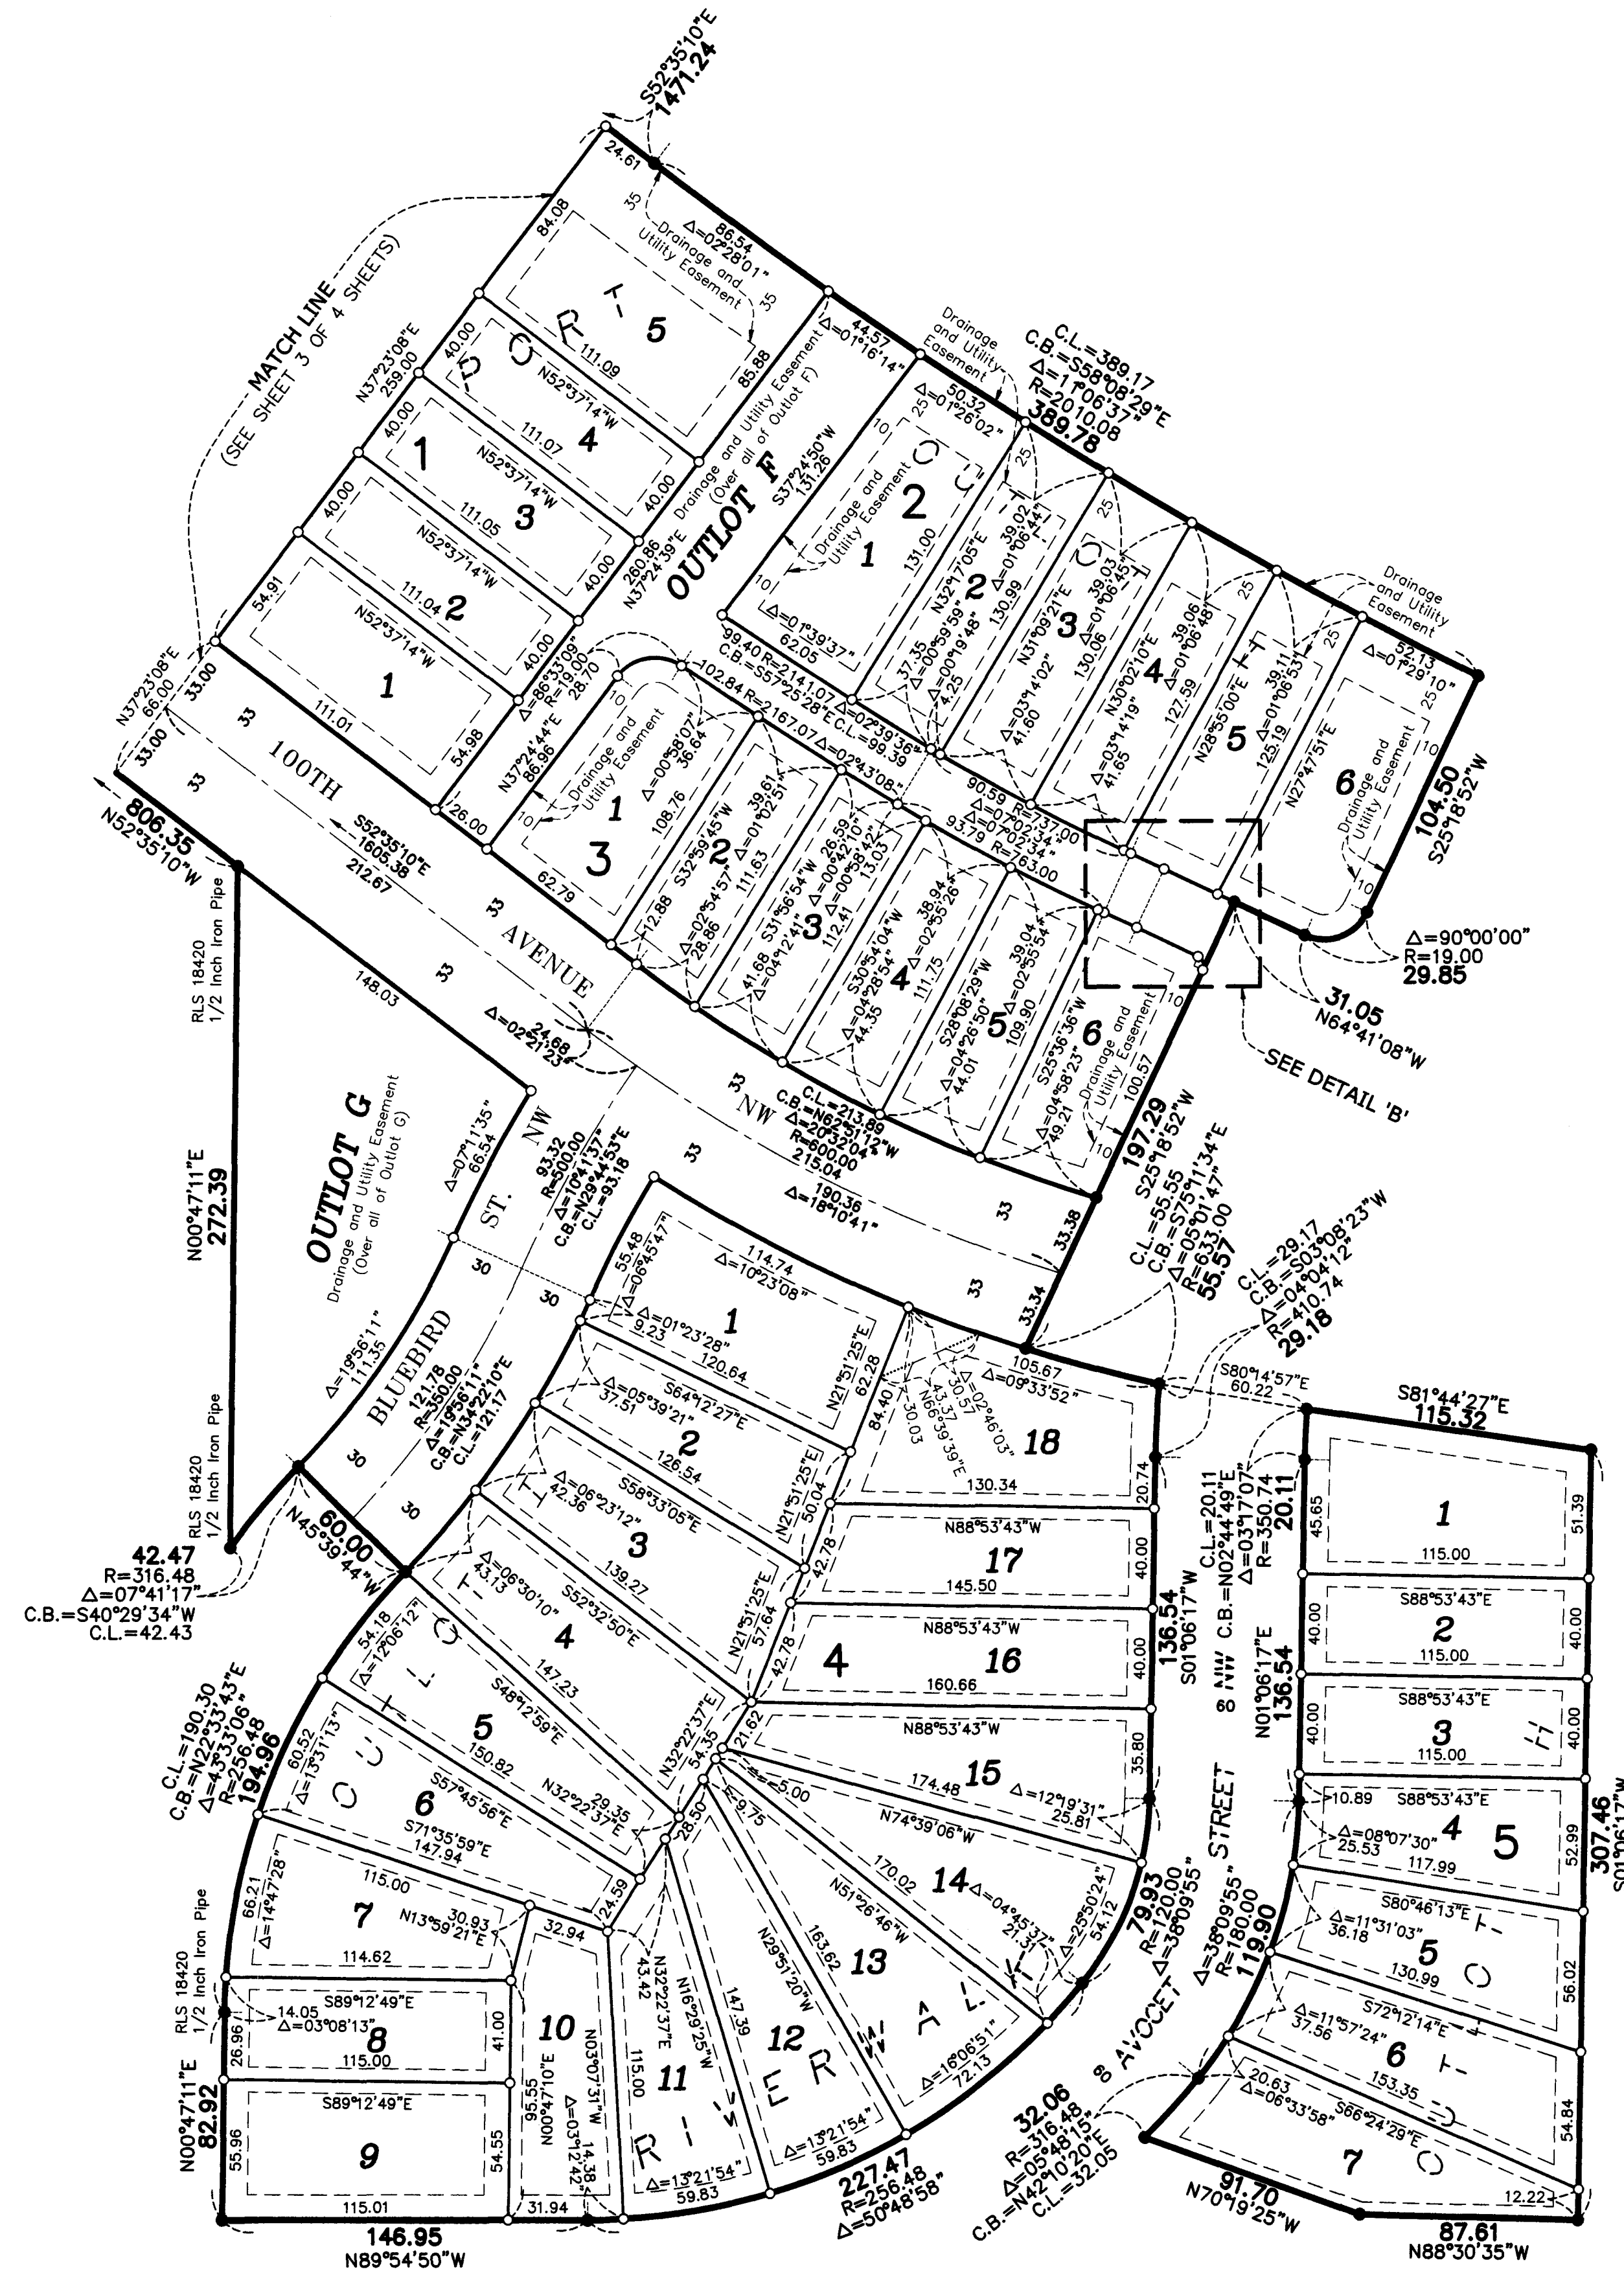 S52°35'10"E
1471.24
24.61
35
86.54
Δ=02°28'01"
Drainage and
Utility Easement
35
MATCH LINE
(SEE SHEET 3 OF 4 SHEETS)
84.08
5
85.88
44.57
Δ=01°16'14"
Drainage
and Utility
Easement
C.L.=389.17
C.B.=S58°08'29"E
Δ=11°06'37"
R=2010.08
389.78
N37°23'08"E
259.00
40.00
111.09
N52°37'14"W
4
40.00
Drainage and Utility Easement
(Over all of Outlot F)
OUTLOT F
260.86
N37°24'39"E
S37°24'50"W
131.26
50.32
Δ=01°26'02"
25
10
2
Drainage and
Utility Easement
1
131.00
10
Δ=01°39'37"
62.05
40.00
1
111.07
N52°37'14"W
3
40.00
40.00
111.05
N52°37'14"W
2
40.00
54.91
111.04
N52°37'14"W
1
54.98
111.01
25
39.02
Δ=01°06'44"
2
N32°17'05"E
130.99
37.35
Δ=00°59'59"
Δ=00°19'48"
4.25
25
39.03
Δ=01°06'45"
3
N31°09'21"E
130.06
Δ=03°14'02"
41.60
39.06
Δ=01°06'48"
4
N30°02'10"E
127.59
Δ=03°14'19"
41.65
25
39.11
Δ=01°06'53"
5
N28°55'00"E
125.19
25
Drainage
and Utility
Easement
52.13
Δ=01°29'10"
25
N27°47'51"E
6
Drainage and
Utility Easement
10
10
104.50
S25°18'52"W
99.40 R=2141.07 Δ=02°39'36"
C.B.=S57°25'28"E C.L.=99.39
102.84 R=2167.07 Δ=02°43'08"
90.59 R=737.00
Δ=07°02'34"
Δ=07°02'34"
93.79 R=763.00
Δ=90°00'00"
R=19.00
29.85
31.05
N64°41'08"W
SEE DETAIL 'B'
N37°23'08"E
66.00
33.00
33.00
33
33
100TH
AVENUE
NW
S52°35'10"E
1605.38
212.67
33
33
26.00
Δ=86°33'09"
R=19.00
28.70
N37°24'44"E
86.96
10
10
Drainage and
Utility Easement
1
3
62.79
Δ=00°58'07"
36.64
108.76
12.88
S32°59'45"W
2
39.61
Δ=01°02'51"
Δ=02°54'57"
28.86
111.63
S31°56'54"W
3
26.59
Δ=00°42'10"
Δ=00°58'42"
13.03
41.68
Δ=04°12'41"
112.41
S30°54'04"W
4
38.94
Δ=02°55'26"
Δ=04°28'54"
44.35
111.75
S28°08'29"W
5
39.04
Δ=02°55'54"
Δ=04°26'50"
44.01
109.90
S25°36'36"W
6
Δ=04°58'23"
49.21
Drainage and
Utility Easement
10
10
100.57
197.29
S25°18'52"W
806.35
N52°35'10"W
RLS 18420
1/2 Inch Iron Pipe
148.03
24.68
Δ=02°21'23"
33
33
C.L.=213.89
C.B.=N62°51'12"W
Δ=20°32'04"
R=600.00
215.04
190.36
Δ=18°10'41"
33
33
33.38
33.34
C.L.=55.55
C.B.=S75°11'34"E
Δ=05°01'47"
R=633.00
55.57
OUTLOT G
Drainage and Utility Easement
(Over all of Outlot G)
N00°47'11"E
272.39
RLS 18420
1/2 Inch Iron Pipe
Δ=07°11'35"
66.54
BLUEBIRD
ST.
NW
93.32
R=500.00
Δ=10°41'37"
C.B.=N29°44'53"E
C.L.=93.18
30
30
Δ=19°56'11"
111.35
121.78
R=350.00
Δ=19°56'11"
C.B.=N34°22'10"E
C.L.=121.17
30
30
60.00
N45°39'44"W
42.47
R=316.48
Δ=07°41'17"
C.B.=S40°29'34"W
C.L.=42.43
55.48
Δ=06°45'47"
114.74
Δ=10°23'08"
1
Δ=01°23'28"
9.23
120.64
N21°51'25"E
62.28
Δ=05°39'21"
37.51
S64°12'27"E
2
126.54
N21°51'25"E
50.04
Δ=06°23'12"
42.36
S58°33'05"E
3
139.27
N21°51'25"E
57.64
Δ=06°30'10"
43.13
S52°32'50"E
4
147.23
N32°22'37"E
54.35
54.18
Δ=12°06'12"
S48°12'59"E
5
150.82
N32°22'37"E
29.35
C.L.=190.30
C.B.=N22°33'43"E
Δ=43°33'06"
R=256.48
194.96
60.52
Δ=13°31'13"
S57°45'56"E
6
S71°35'59"E
147.94
24.59
66.21
Δ=14°47'28"
115.00
7
N13°59'21"E
30.93
114.62
RLS 18420
1/2 Inch Iron Pipe
14.05
Δ=03°08'13"
S89°12'49"E
8
26.96
41.00
115.00
N00°47'11"E
82.92
S89°12'49"E
9
55.96
54.55
115.01
146.95
N89°54'50"W
32.94
10
95.55
N00°47'10"E
N03°07'31"W
Δ=03°12'42"
14.38
31.94
28.50
N32°22'37"E
43.42
115.00
11
N16°29'25"W
Δ=13°21'54"
59.83
147.39
12
N29°51'20"W
Δ=13°21'54"
59.83
227.47
R=256.48
Δ=50°48'58"
9.75
163.62
13
N51°26'46"W
Δ=16°06'51"
72.13
5.00
170.02
14
Δ=04°45'37"
21.31
Δ=25°50'24"
54.12
N74°39'06"W
174.48
15
Δ=12°19'31"
25.81
35.80
N88°53'43"W
21.62
160.66
16
4
N88°53'43"W
40.00
42.78
145.50
17
N88°53'43"W
40.00
42.78
130.34
18
20.74
84.40
43.37
N66°39'39"E
30.57
Δ=02°46'03"
30.03
105.67
Δ=09°33'52"
C.L.=29.17
C.B.=S03°08'23"W
Δ=04°04'12"
R=410.74
29.18
S80°14'57"E
60.22
136.54
S01°06'17"W
79.93
R=120.00
Δ=38°09'55"
60
AVOCET
STREET
NW
60
C.L.=20.11
C.B.=N02°44'49"E
Δ=03°17'07"
R=350.74
20.11
N01°06'17"E
136.54
Δ=38°09'55"
R=180.00
119.90
32.06
R=316.48
Δ=05°48'15"
C.B.=N42°10'20"E
C.L.=32.05
S81°44'27"E
115.32
1
45.65
51.39
115.00
S88°53'43"E
2
40.00
40.00
115.00
S88°53'43"E
3
40.00
40.00
115.00
10.89
S88°53'43"E
4
5
Δ=08°07'30"
25.53
117.99
52.99
307.46
S80°46'13"E
5
Δ=11°31'03"
36.18
130.99
56.02
S72°12'14"E
6
Δ=11°57'24"
37.56
153.35
54.84
20.63
Δ=06°33'58"
S66°24'29"E
7
12.22
91.70
N70°19'25"W
87.61
N88°30'35"W
OUTLOT
RIVERWALK